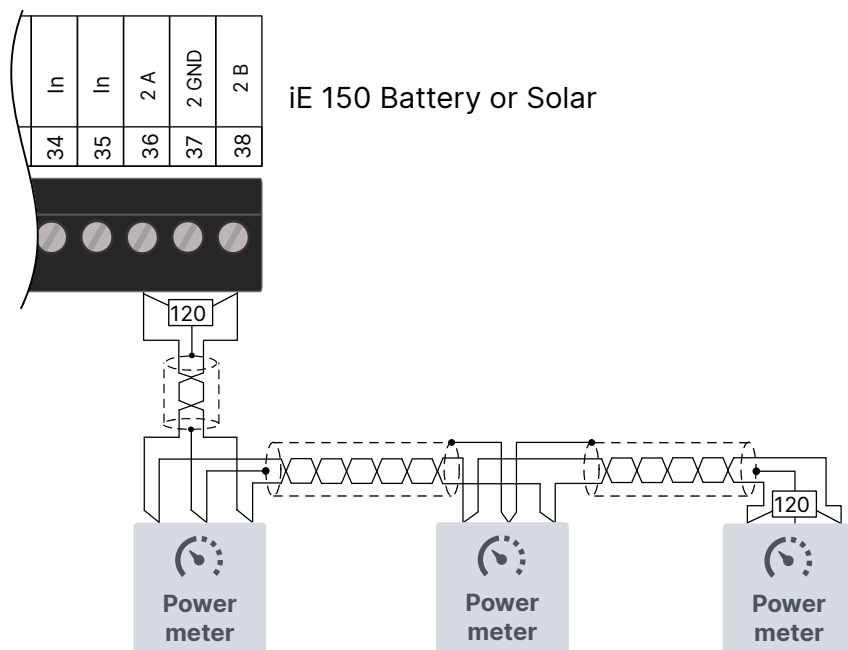 In
In
2 A
2 GND
2 B
34
35
36
37
38
iE 150 Battery or Solar
120
120
Power
meter
Power
meter
Power
meter